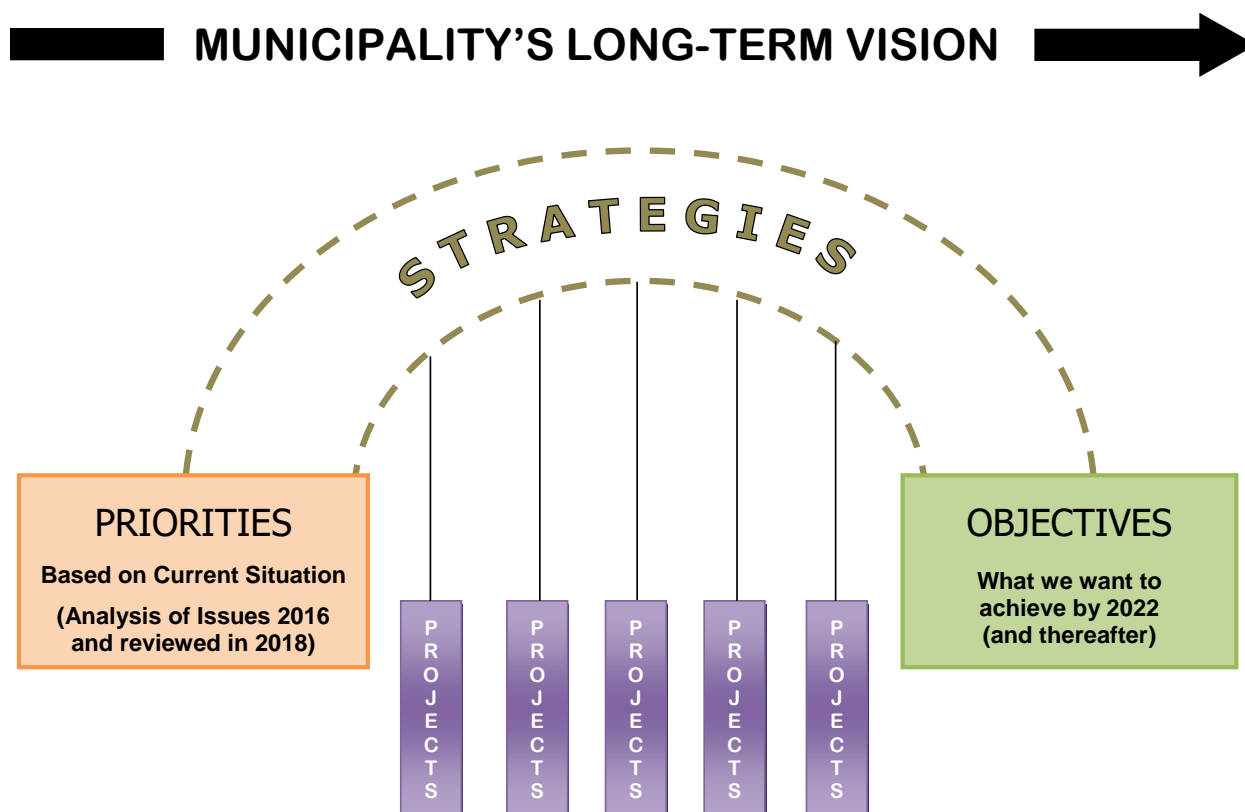 MUNICIPALITY’S LONG-TERM VISION
STRATEGIES
PRIORITIES
Based on Current Situation
(Analysis of Issues 2016
and reviewed in 2018)
OBJECTIVES
What we want to
achieve by 2022
(and thereafter)
PROJECTS
PROJECTS
PROJECTS
PROJECTS
PROJECTS